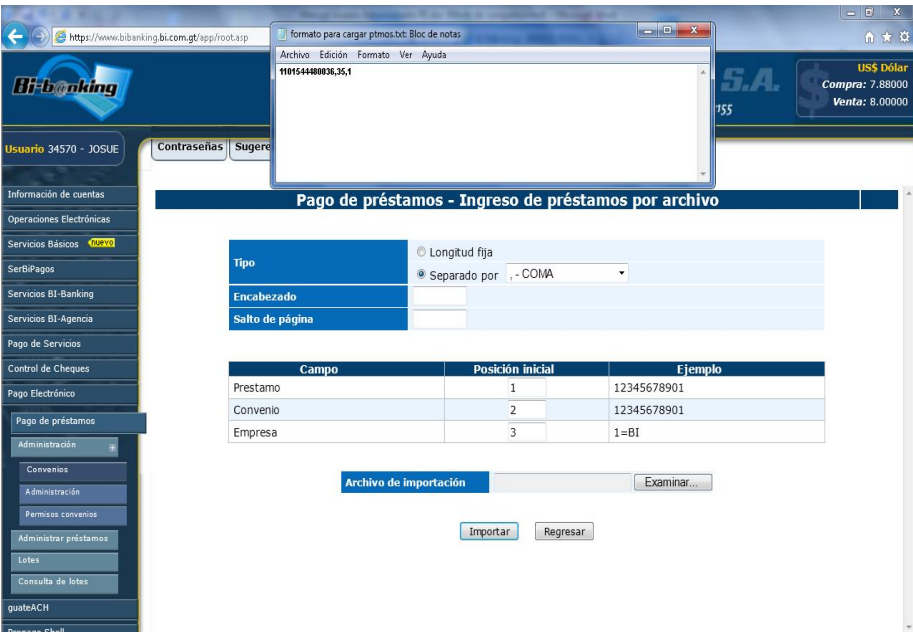 https://www.bibanking.bi.com.gt/app/root.asp
formato para cargar ptmos.txt: Bloc de notas
Archivo Edición Formato Ver Ayuda
1101544480036,35,1
Bi-b@nking
S.A.
US$ Dólar
Compra: 7.88000
Venta: 8.00000
Usuario 34570 - JOSUE
Contraseñas
Sugere
Información de cuentas
Operaciones Electrónicas
Servicios Básicos nuevo
SerBiPagos
Servicios BI-Banking
Servicios BI-Agencia
Pago de Servicios
Control de Cheques
Pago Electrónico
Pago de préstamos
Administración
Convenios
Administración
Permisos convenios
Administrar préstamos
Lotes
Consulta de lotes
guateACH
Pago de préstamos - Ingreso de préstamos por archivo
Tipo
Longitud fija
Separado por , - COMA
Encabezado
Salto de página
Campo Posición inicial Ejemplo
Prestamo 1 12345678901
Convenio 2 12345678901
Empresa 3 1=BI
Archivo de importación Examinar...
Importar Regresar